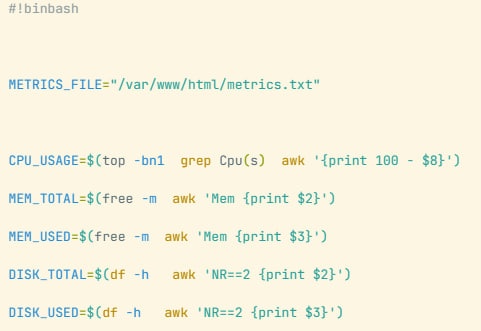 #!binbash
METRICS_FILE="/var/www/html/metrics.txt"
CPU_USAGE=$(top -bn1  grep Cpu(s)  awk '{print 100 - $8}')
MEM_TOTAL=$(free -m  awk 'Mem {print $2}')
MEM_USED=$(free -m  awk 'Mem {print $3}')
DISK_TOTAL=$(df -h   awk 'NR==2 {print $2}')
DISK_USED=$(df -h   awk 'NR==2 {print $3}')